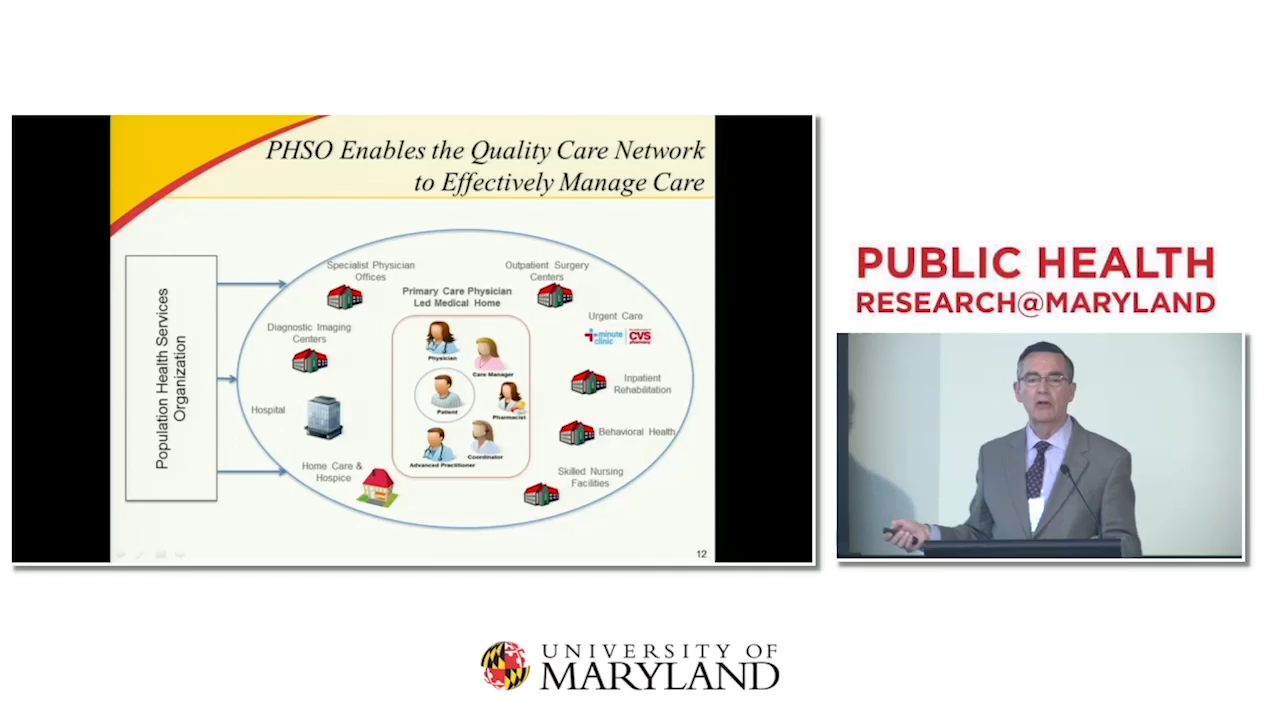 PHSO Enables the Quality Care Network
to Effectively Manage Care
Population Health Services
Organization
Specialist Physician
Offices
Outpatient Surgery
Centers
Primary Care Physician
Led Medical Home
Diagnostic Imaging
Centers
Urgent Care
minute
clinic
CVS
pharmacy
Physician
Care Manager
Inpatient
Rehabilitation
Hospital
Patient
Pharmacist
Behavioral Health
Coordinator
Advanced Practitioner
Home Care &
Hospice
Skilled Nursing
Facilities
12
PUBLIC HEALTH
RESEARCH@MARYLAND
UNIVERSITY OF
MARYLAND